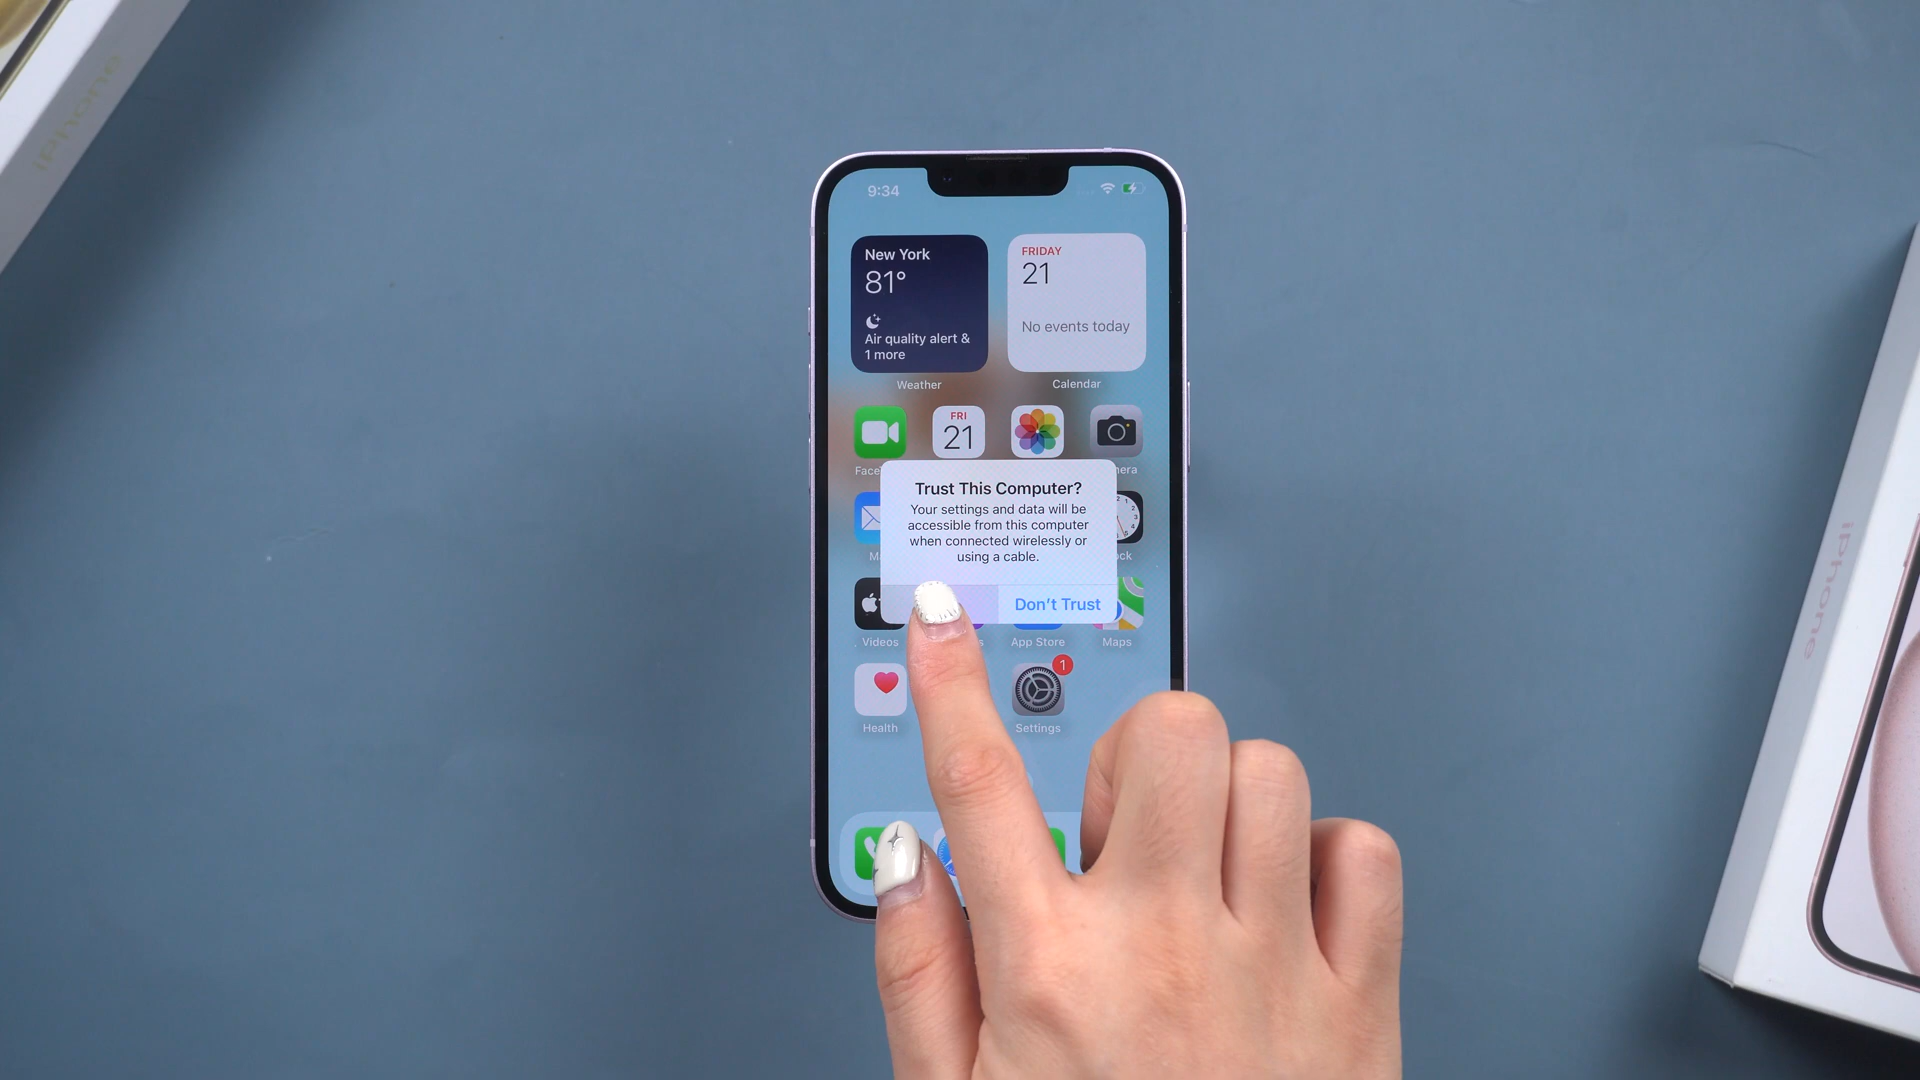 iPhone
9:34
New York
81°
Air quality alert &
1 more
Weather
FRIDAY
21
No events today
Calendar
FRI
21
Trust This Computer?
Your settings and data will be
accessible from this computer
when connected wirelessly or
using a cable.
Don't Trust
Videos
App Store
Maps
1
Health
Settings
iPhone